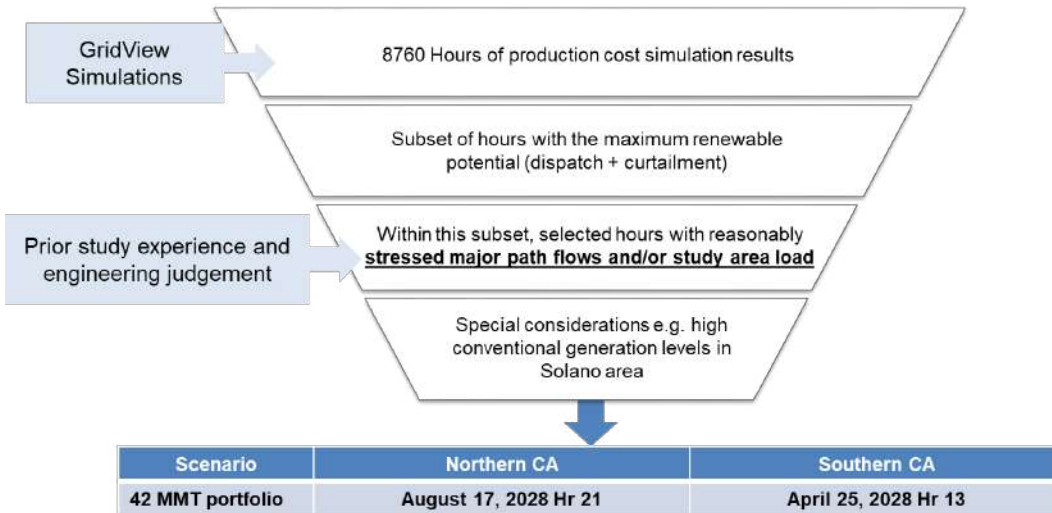 GridView
Simulations
8760 Hours of production cost simulation results
Subset of hours with the maximum renewable
potential (dispatch + curtailment)
Prior study experience and
engineering judgement
Within this subset, selected hours with reasonably
stressed major path flows and/or study area load
Special considerations e.g. high
conventional generation levels in
Solano area
Scenario Northern CA Southern CA
42 MMT portfolio August 17, 2028 Hr 21 April 25, 2028 Hr 13